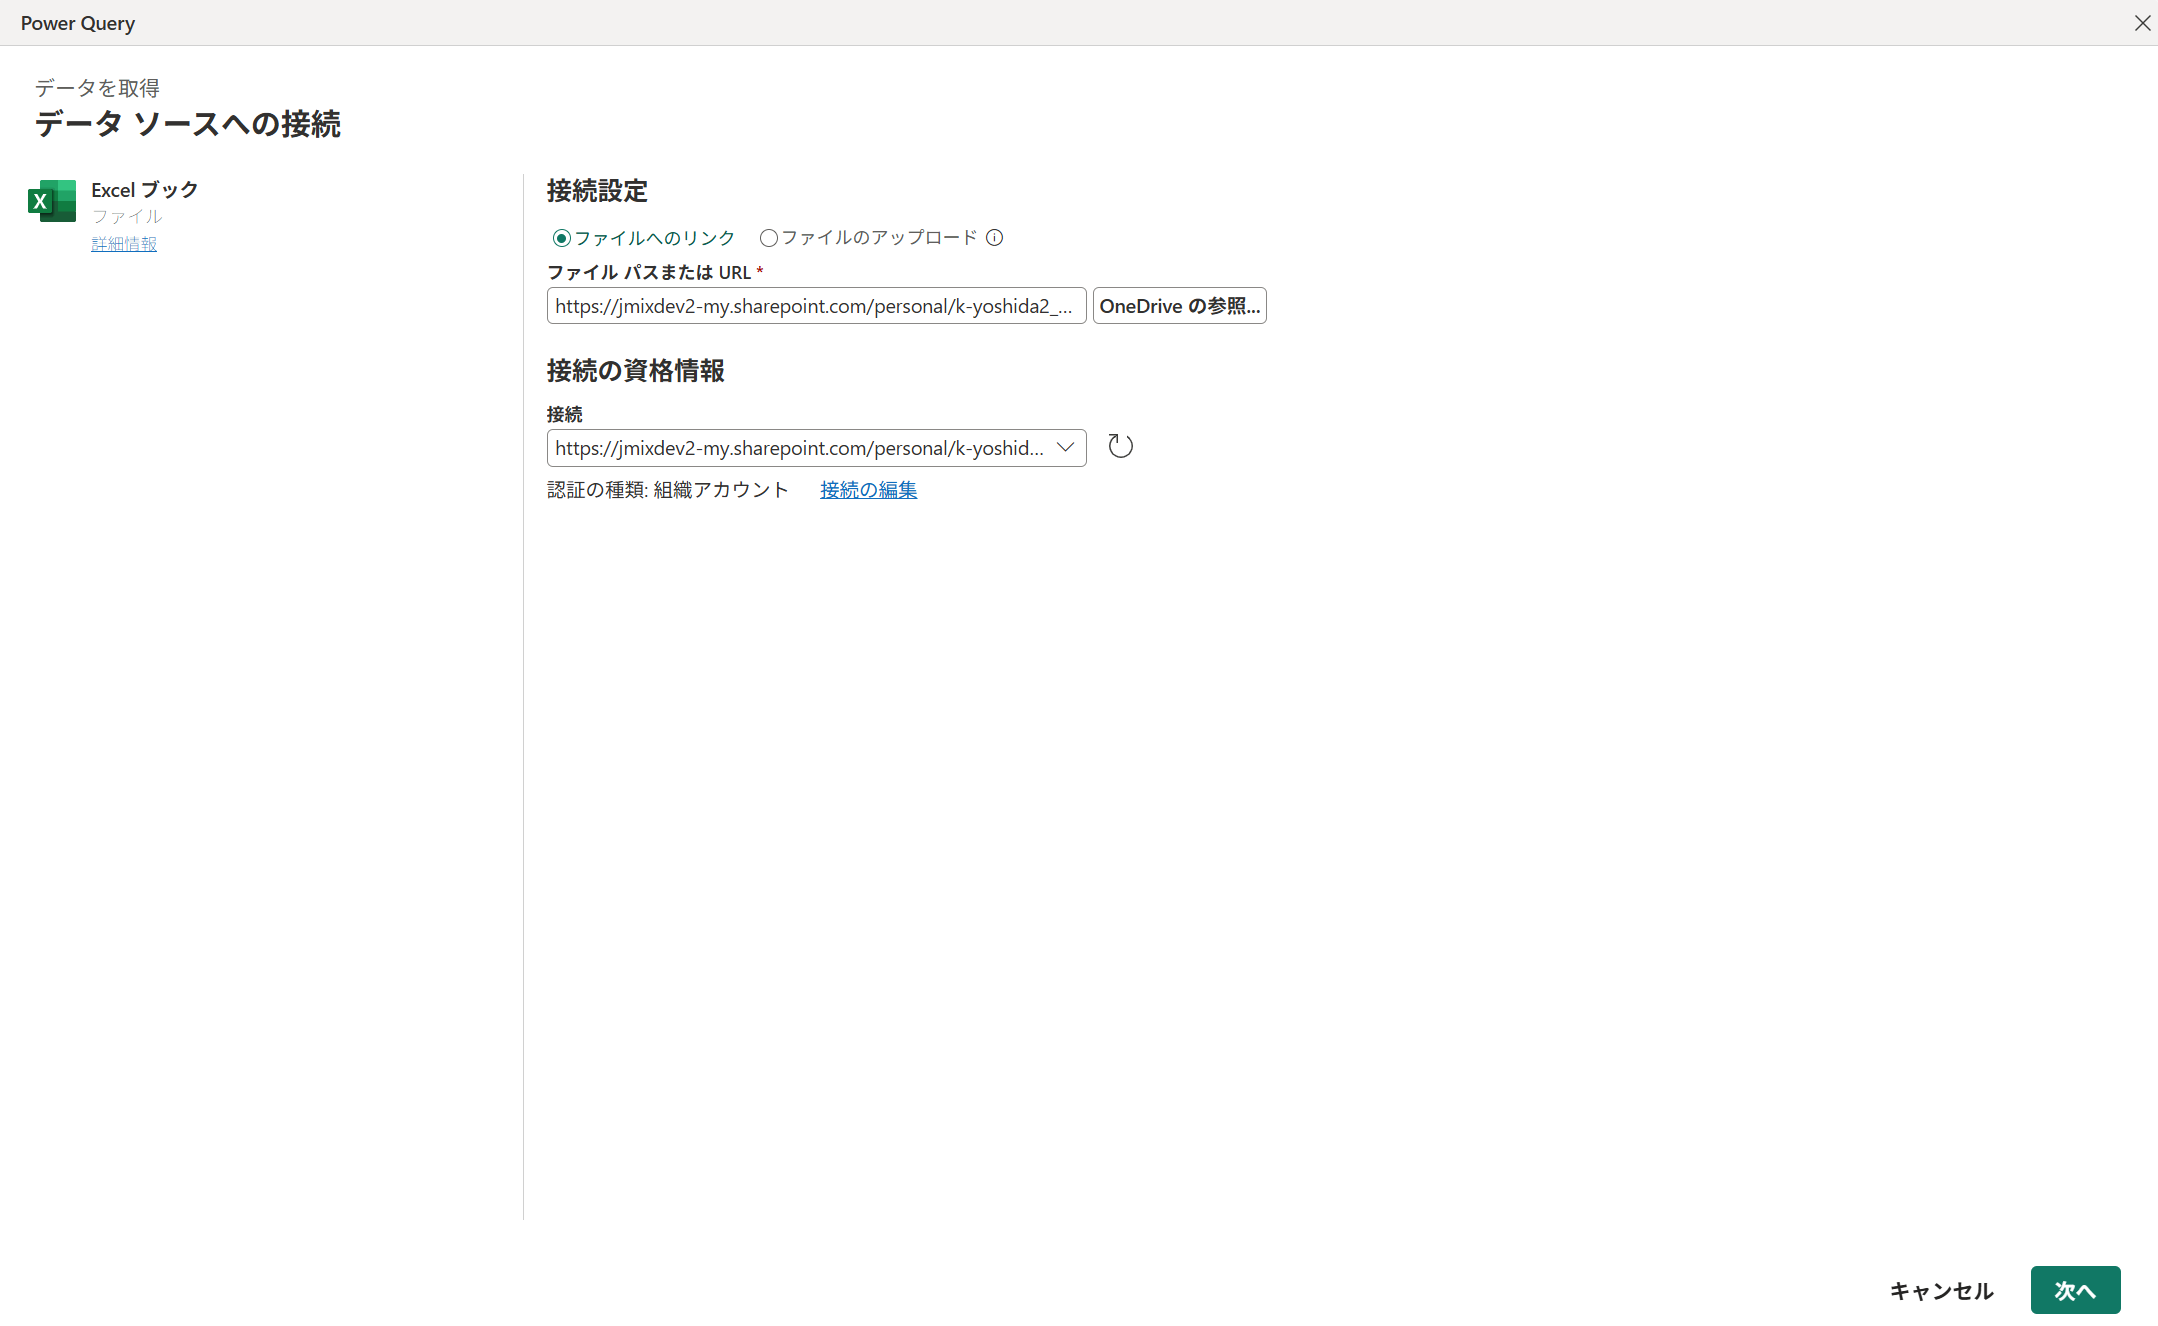 Power Query
データを取得
データ ソースへの接続
Excel ブック
ファイル
詳細情報
接続設定
ファイルへのリンク ファイルのアップロード
ファイル パスまたは URL *
https://jmixdev2-my.sharepoint.com/personal/k-yoshida2_... OneDrive の参照...
接続の資格情報
接続
https://jmixdev2-my.sharepoint.com/personal/k-yoshid...
認証の種類: 組織アカウント 接続の編集
キャンセル 次へ